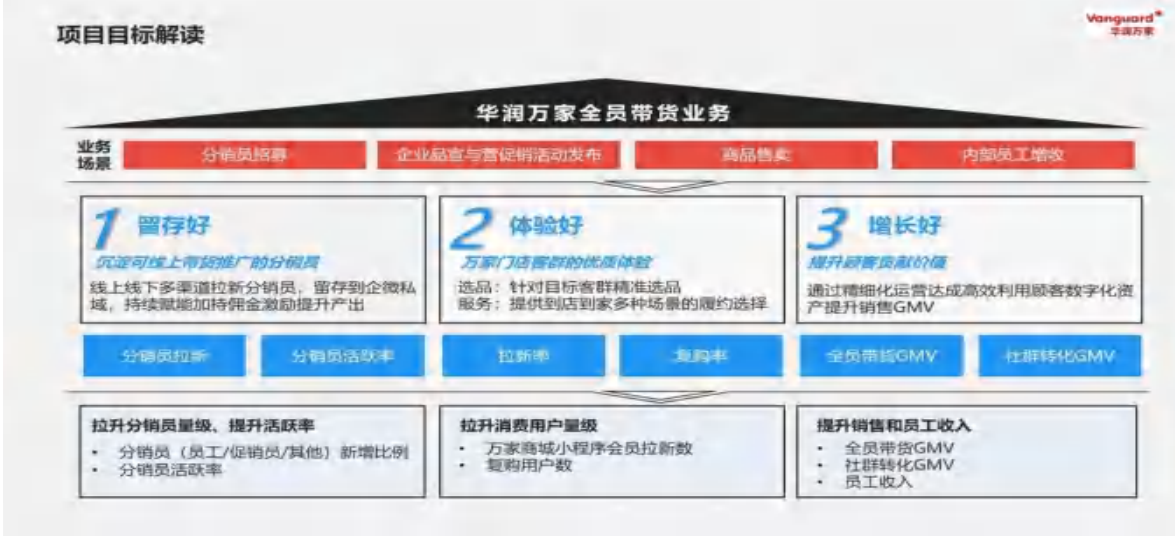 项目目标解读
Vanguard
华润万家
华润万家全员带货业务
业务
场景
分销员招募
企业品宣与营促销活动发布
商品售卖
内部员工增收
1 留存好
沉淀可线上带货推广的分销员
线上线下多渠道拉新分销员，留存到企微私
域，持续赋能加持佣金激励提升产出
2 体验好
万家门店客群的优质体验
选品：针对目标客群精准选品
服务：提供到店到家多种场景的履约选择
3 增长好
提升顾客贡献价值
通过精细化运营达成高效利用顾客数字化资
产提升销售GMV
分销员拉新
分销员活跃率
拉新率
复购率
全员带货GMV
社群转化GMV
拉升分销员量级、提升活跃率
• 分销员（员工/促销员/其他）新增比例
• 分销员活跃率
拉升消费用户量级
• 万家商城小程序会员拉新数
• 复购用户数
提升销售和员工收入
• 全员带货GMV
• 社群转化GMV
• 员工收入